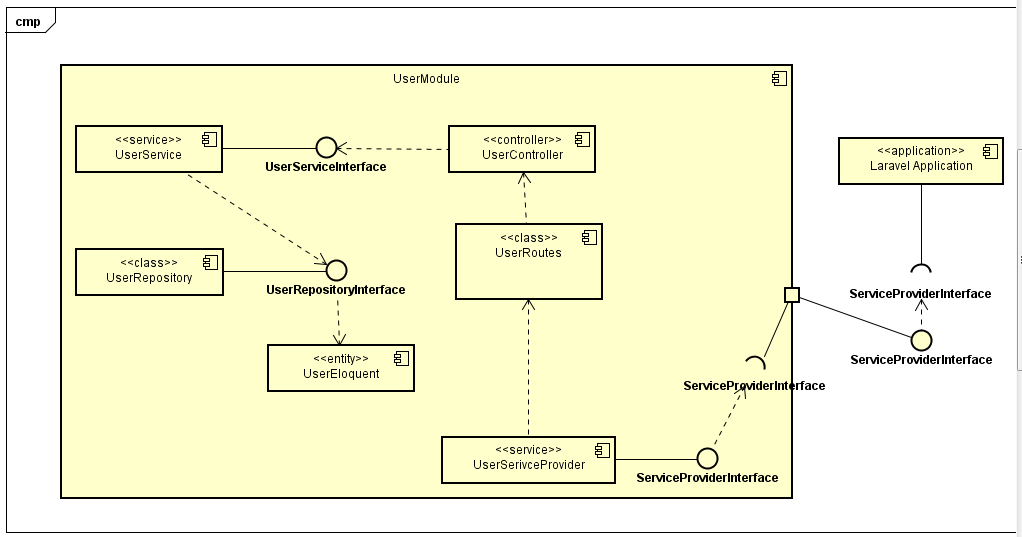 cmp
UserModule
<<service>>
UserService
UserServiceInterface
<<controller>>
UserController
<<application>>
Laravel Application
<<class>>
UserRepository
UserRepositoryInterface
<<class>>
UserRoutes
ServiceProviderInterface
ServiceProviderInterface
<<entity>>
UserEloquent
ServiceProviderInterface
<<service>>
UserSerivceProvider
ServiceProviderInterface